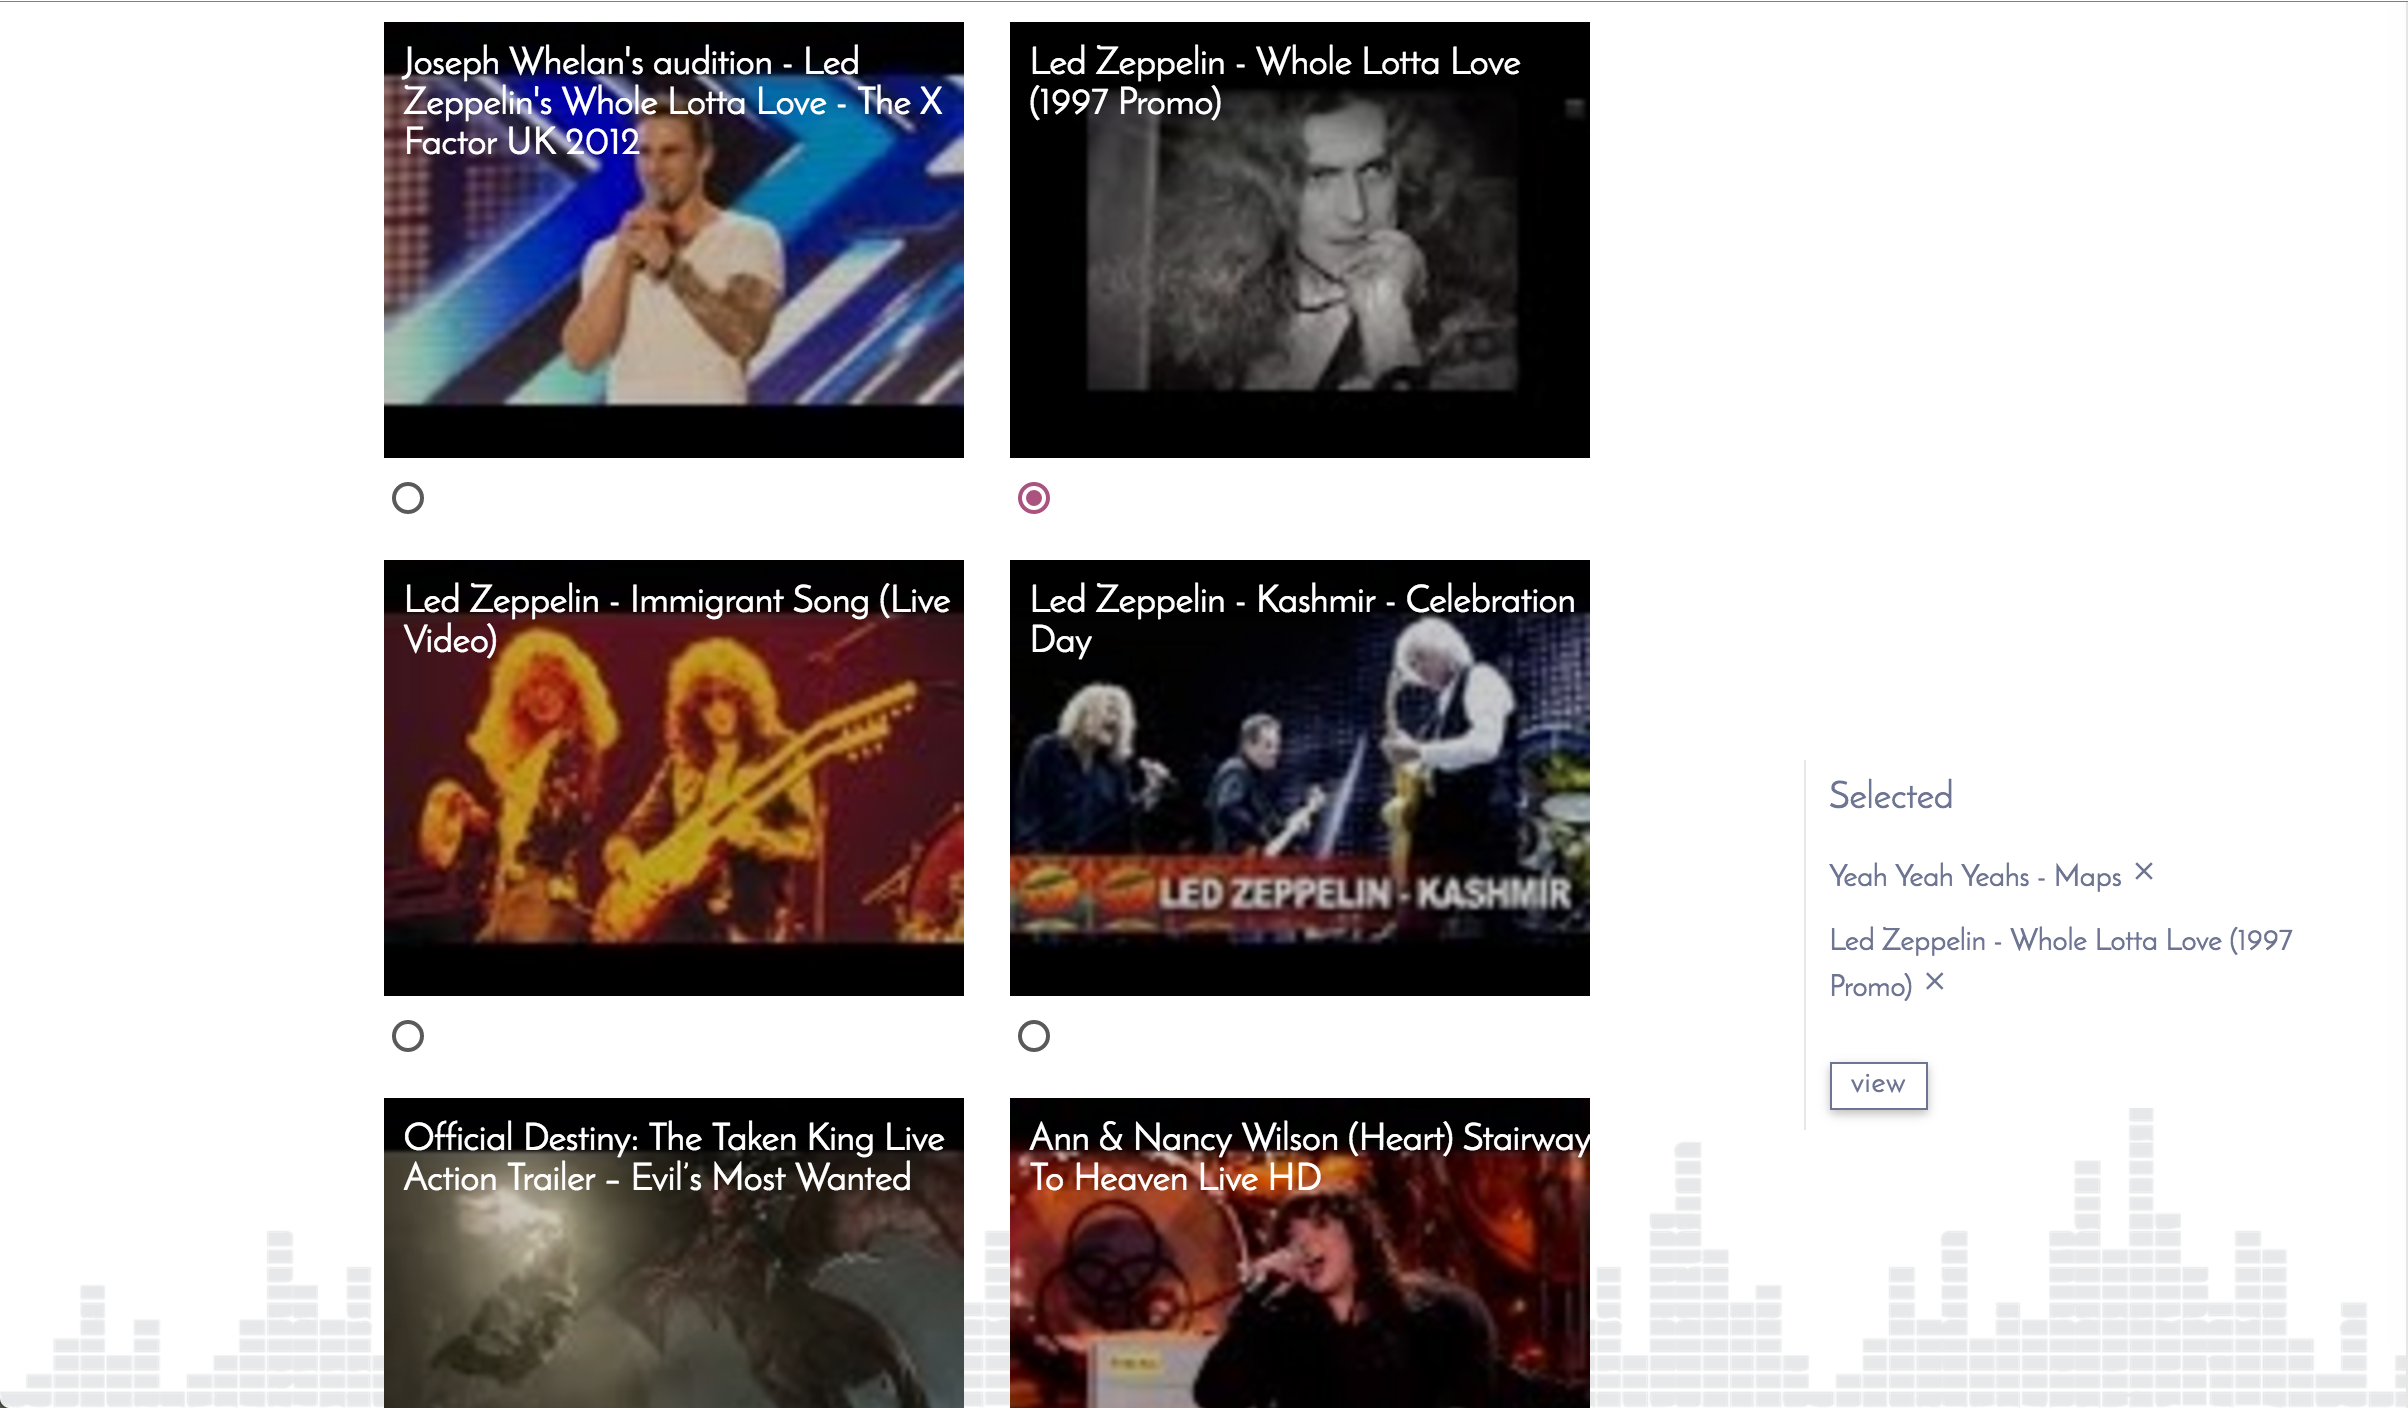 Joseph Whelan's audition - Led
Zeppelin's Whole Lotta Love - The X
Factor UK 2012
Led Zeppelin - Whole Lotta Love
(1997 Promo)
Led Zeppelin - Immigrant Song (Live
Video)
Led Zeppelin - Kashmir - Celebration
Day
LED ZEPPELIN - KASHMIR
Official Destiny: The Taken King Live
Action Trailer – Evil’s Most Wanted
Ann & Nancy Wilson (Heart) Stairway
To Heaven Live HD
Selected
Yeah Yeah Yeahs - Maps ×
Led Zeppelin - Whole Lotta Love (1997
Promo) ×
view